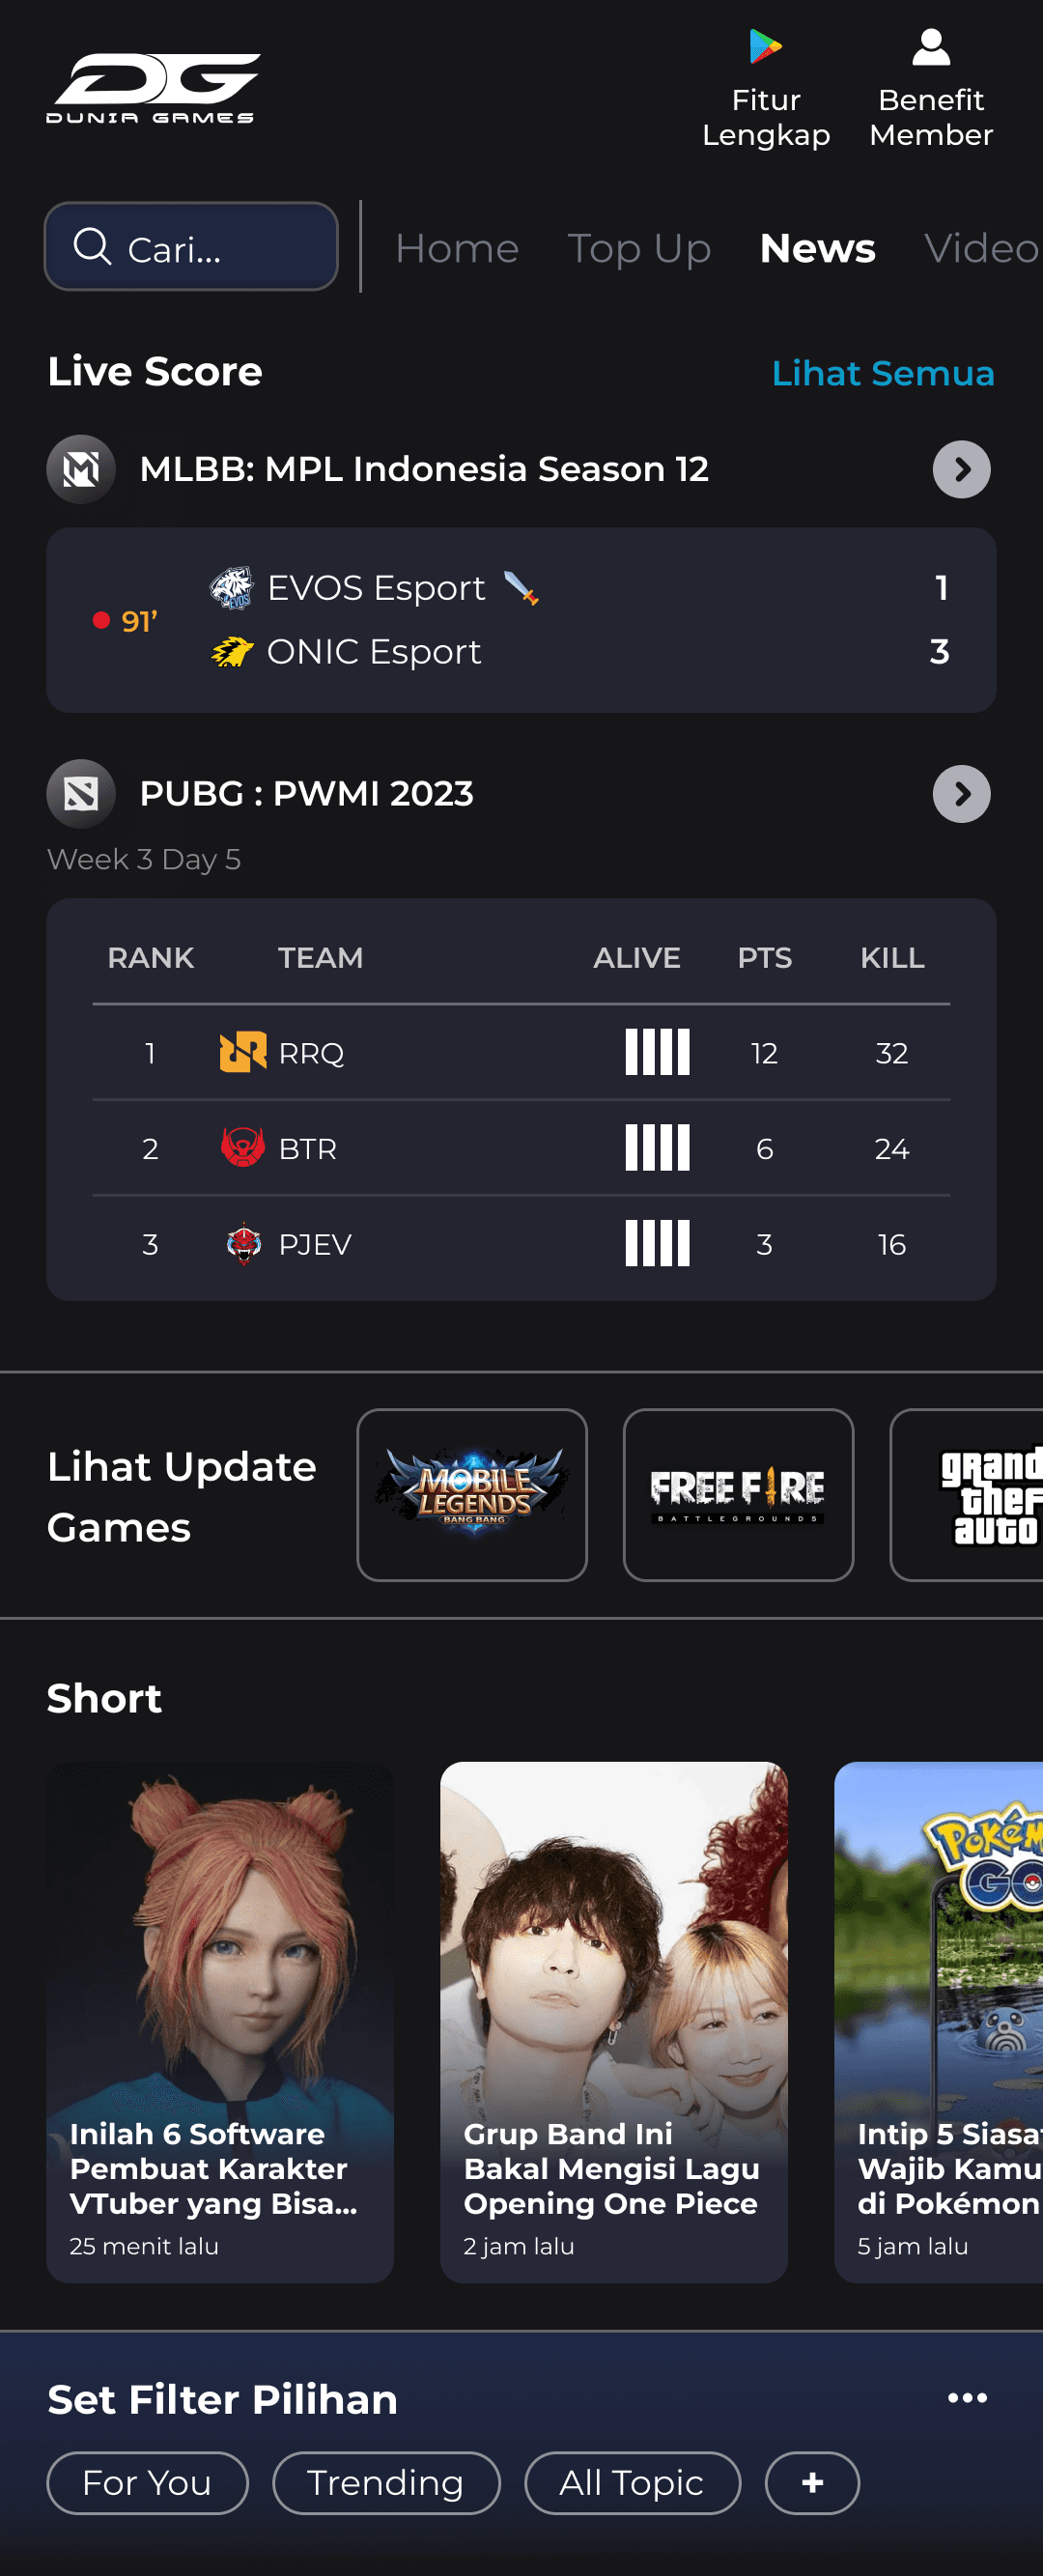 DG
DUNIA GAMES
Fitur
Lengkap
Benefit
Member
Cari...
Home
Top Up
News
Video
Live Score
Lihat Semua
MLBB: MPL Indonesia Season 12
91’
EVOS Esport
1
ONIC Esport
3
PUBG : PWMI 2023
Week 3 Day 5
RANK TEAM ALIVE PTS KILL
1 RRQ 12 32
2 BTR 6 24
3 PJEV 3 16
Lihat Update
Games
MOBILE
LEGENDS
BANG BANG
FREE FIRE
BATTLEGROUNDS
grand
thef
auto
Short
Inilah 6 Software
Pembuat Karakter
VTuber yang Bisa...
25 menit lalu
Grup Band Ini
Bakal Mengisi Lagu
Opening One Piece
2 jam lalu
Pokém
GO
Intip 5 Siasa
Wajib Kamu
di Pokémon
5 jam lalu
Set Filter Pilihan
For You
Trending
All Topic
+